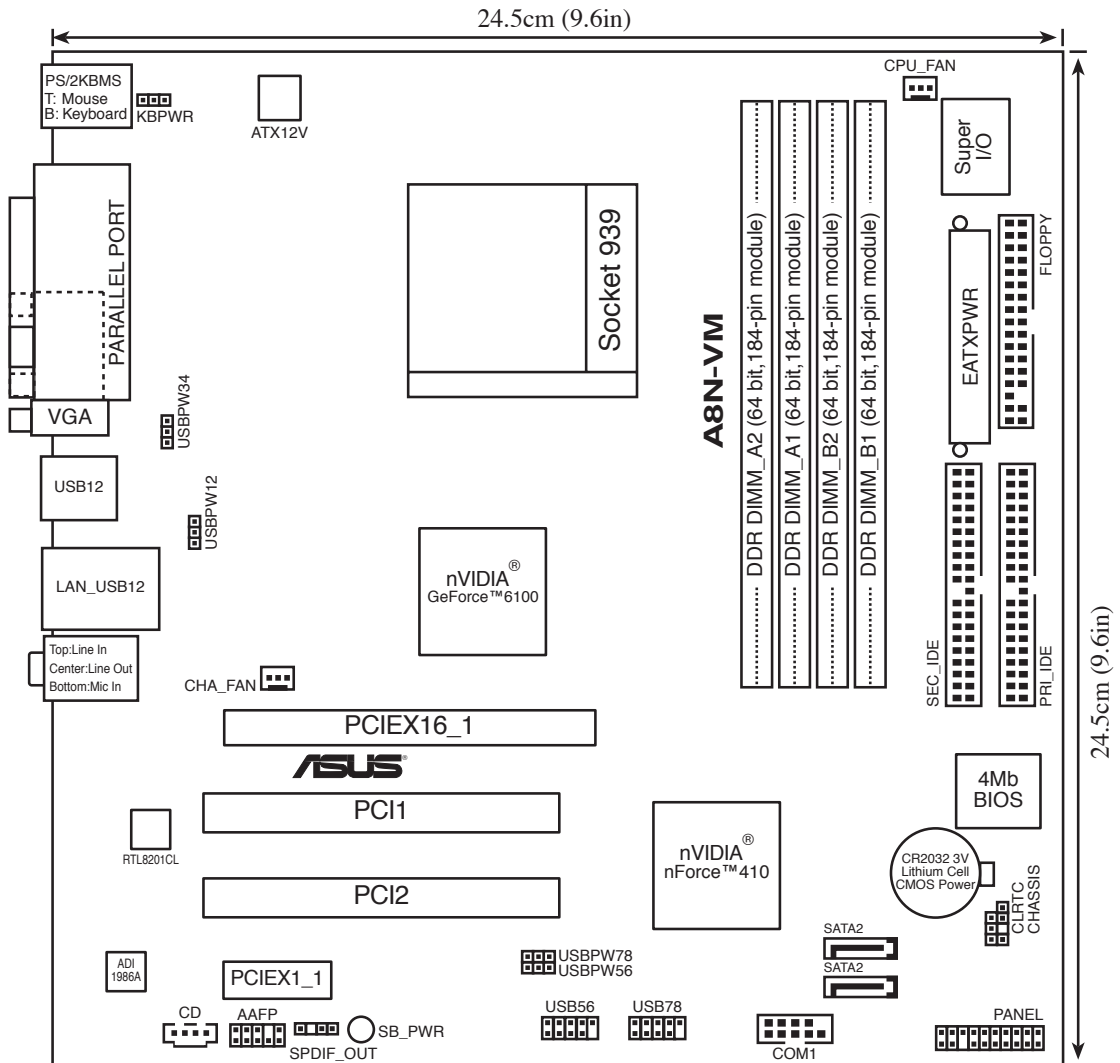 24.5cm (9.6in)
PS/2KBMS
T: Mouse
B: Keyboard
KBPWR
ATX12V
CPU_FAN
Super
I/O
PARALLEL PORT
Socket 939
A8N-VM
DDR DIMM_A2 (64 bit,184-pin module)
DDR DIMM_A1 (64 bit,184-pin module)
DDR DIMM_B2 (64 bit,184-pin module)
DDR DIMM_B1 (64 bit,184-pin module)
EATXPWR
FLOPPY
VGA
USBPW34
USB12
USBPW12
LAN_USB12
nVIDIA®
GeForce™6100
Top:Line In
Center:Line Out
Bottom:Mic In
CHA_FAN
SEC_IDE
PRI_IDE
24.5cm (9.6in)
PCIEX16_1
ASUS®
PCI1
RTL8201CL
PCI2
nVIDIA®
nForce™410
4Mb
BIOS
CR2032 3V
Lithium Cell
CMOS Power
CLRTC
CHASSIS
SATA2
SATA2
ADI
1986A
PCIEX1_1
USBPW78
USBPW56
CD
AAFP
SPDIF_OUT
SB_PWR
USB56
USB78
COM1
PANEL